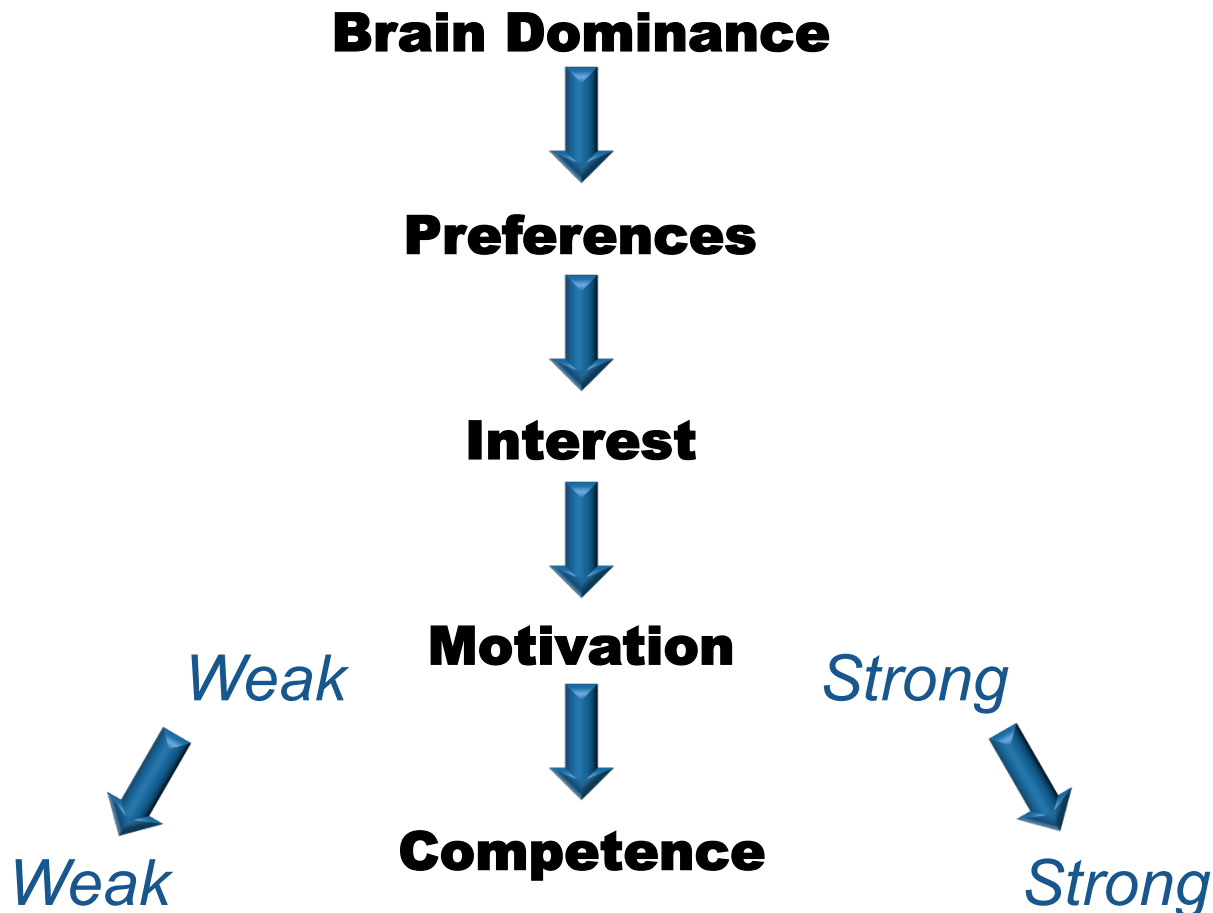 Brain Dominance
Preferences
Interest
Weak Motivation Strong
Weak Competence Strong